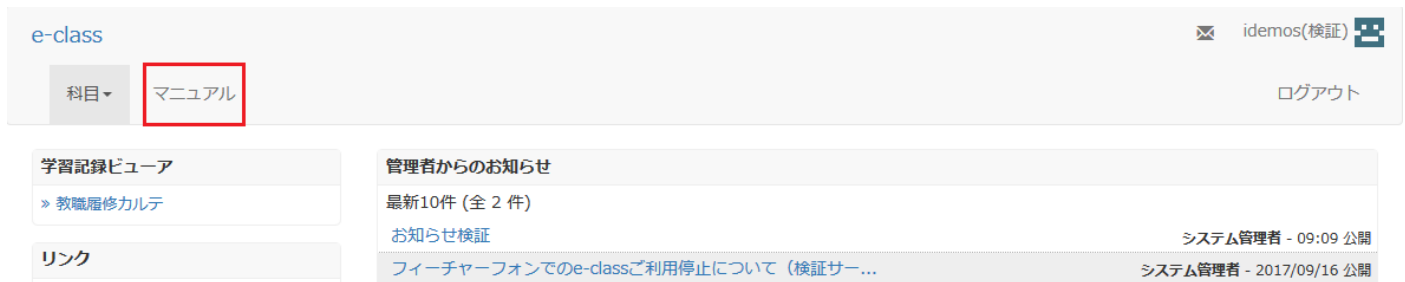 e-class
idemos(検証)
科目 マニュアル ログアウト
学習記録ビューア
» 教職履修カルテ
リンク
管理者からのお知らせ
最新10件 (全 2 件)
お知らせ検証 システム管理者 - 09:09 公開
フィーチャーフォンでのe-classご利用停止について（検証サー... システム管理者 - 2017/09/16 公開